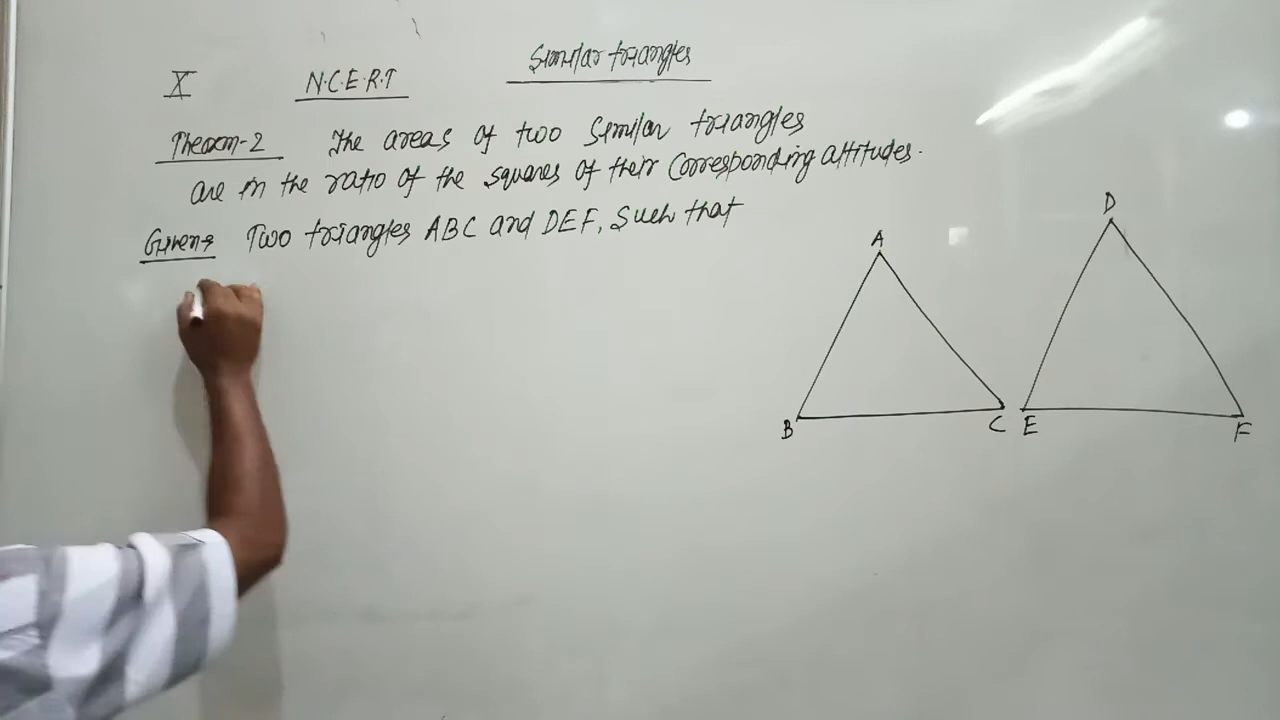 Similar triangles
X N.C.E.R.T
Theorm-2 The areas of two similar triangles
are in the ratio of the squares of their corresponding altitudes.
Given:- Two triangles ABC and DEF, such that
D
A
B
C
E
F